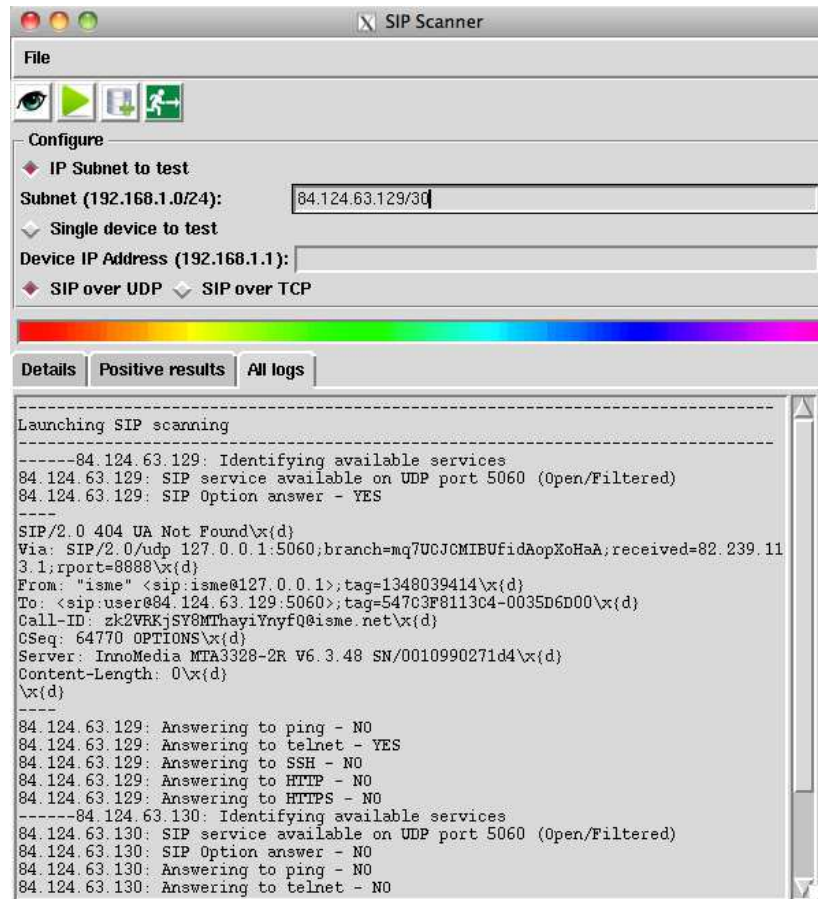 X SIP Scanner
File
Configure
IP Subnet to test
Subnet (192.168.1.0/24): 84.124.63.129/30
Single device to test
Device IP Address (192.168.1.1):
SIP over UDP SIP over TCP
Details Positive results All logs
--------------------------------------------------------------------------------
Launching SIP scanning
--------------------------------------------------------------------------------
------84.124.63.129: Identifying available services
84.124.63.129: SIP service available on UDP port 5060 (Open/Filtered)
84.124.63.129: SIP Option answer - YES
----
SIP/2.0 404 UA Not Found\x{d}
Via: SIP/2.0/udp 127.0.0.1:5060;branch=mq7UCJCMIBUfidAopXoHaA;received=82.239.11
3.1;rport=8888\x{d}
From: "isme" <sip:isme@127.0.0.1>;tag=1348039414\x{d}
To: <sip:user@84.124.63.129:5060>;tag=547C3F8113C4-0035D6D00\x{d}
Call-ID: zk2VRKjSY8MThayiYnyfQ@isme.net\x{d}
CSeq: 64770 OPTIONS\x{d}
Server: InnoMedia MTA3328-2R V6.3.48 SN/0010990271d4\x{d}
Content-Length: 0\x{d}
\x{d}
----
84.124.63.129: Answering to ping - NO
84.124.63.129: Answering to telnet - YES
84.124.63.129: Answering to SSH - NO
84.124.63.129: Answering to HTTP - NO
84.124.63.129: Answering to HTTPS - NO
------84.124.63.130: Identifying available services
84.124.63.130: SIP service available on UDP port 5060 (Open/Filtered)
84.124.63.130: SIP Option answer - NO
84.124.63.130: Answering to ping - NO
84.124.63.130: Answering to telnet - NO